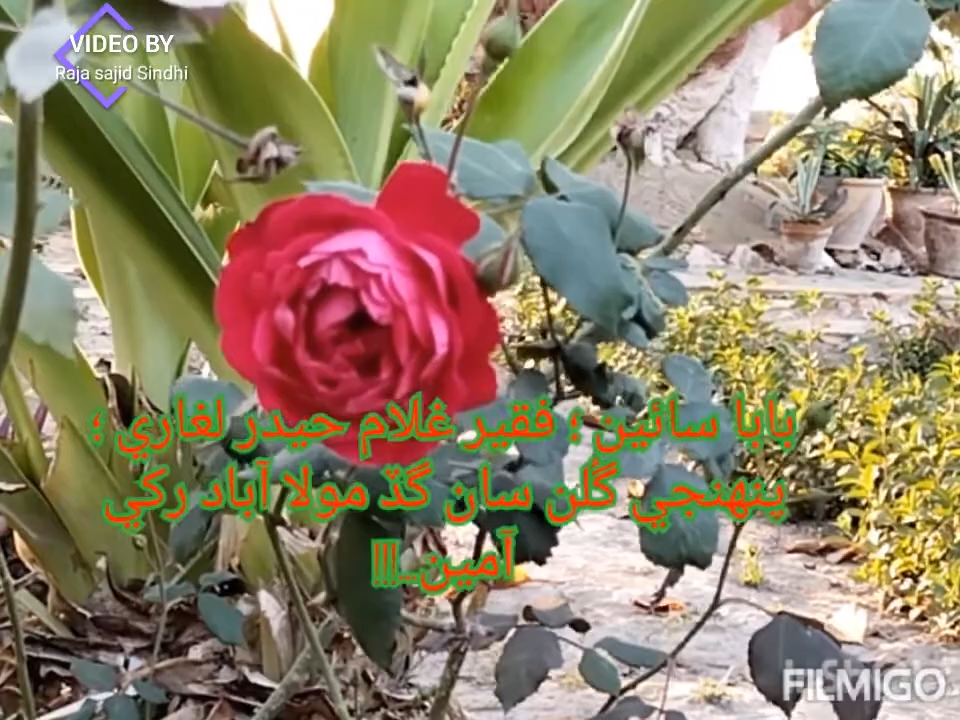 VIDEO BY
Raja sajid Sindhi
بابا سائين ؛ فقير غلام حيدر لغاري ؛
پنهنجي گُلن سان گڏ مولا آباد رکي
آمين..!!!
FILMIGO